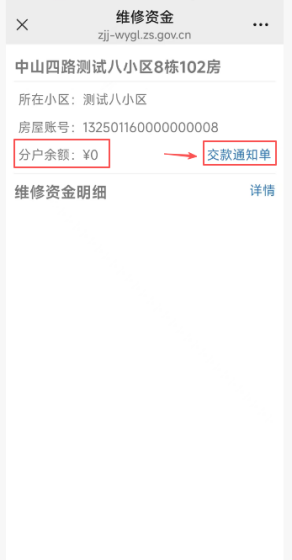 维修资金
zjj-wygl.zs.gov.cn
中山四路测试八小区8栋102房
所在小区：测试八小区
房屋账号：132501160000000008
分户余额：¥0
交款通知单
维修资金明细
详情